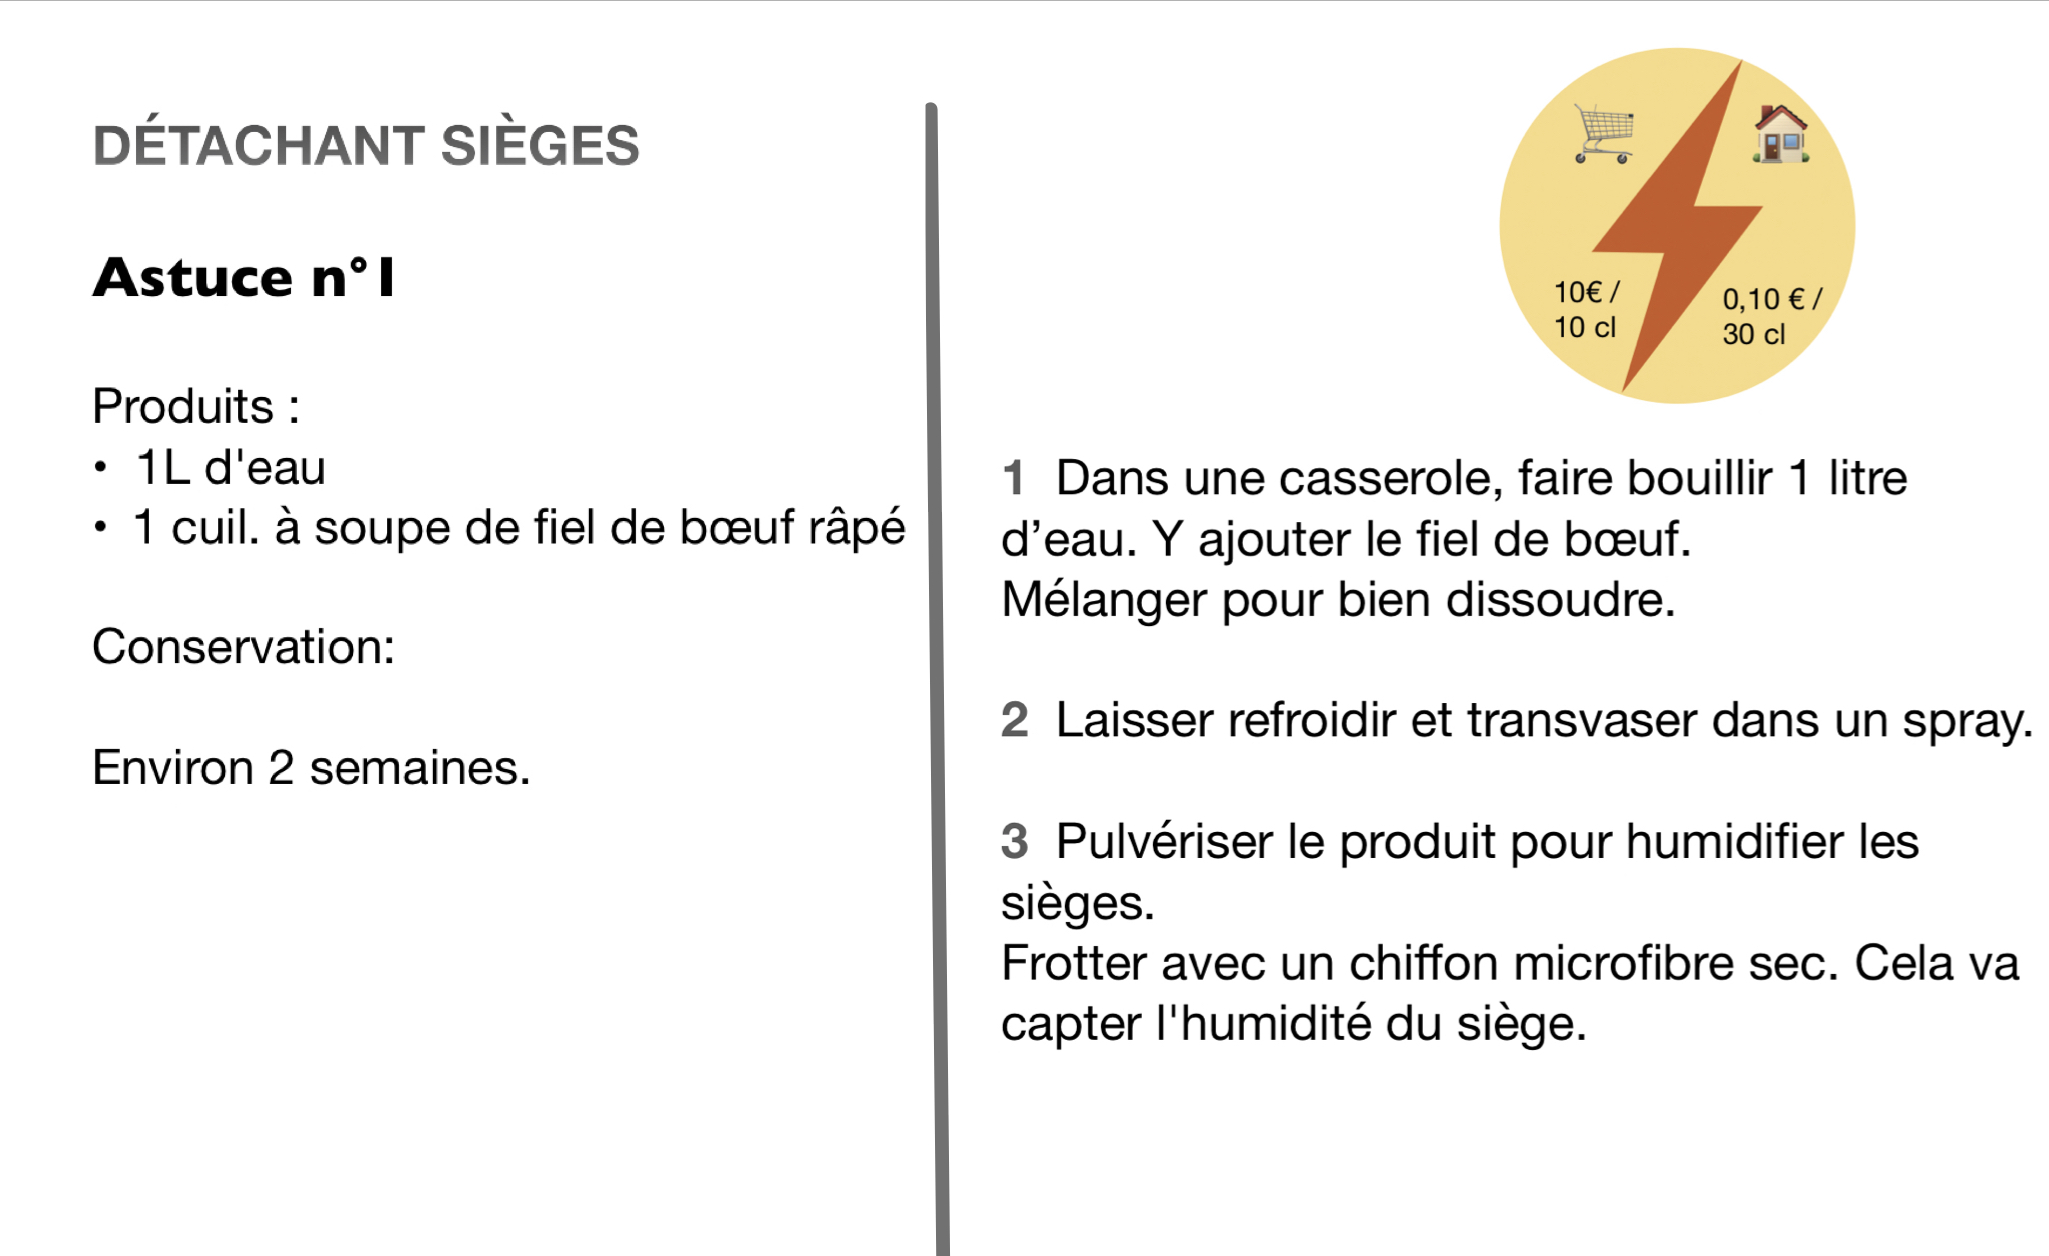 DÉTACHANT SIÈGES
Astuce n°1
Produits :
• 1L d'eau
• 1 cuil. à soupe de fiel de bœuf râpé
Conservation:
Environ 2 semaines.
10€ /
10 cl
0,10 € /
30 cl
1 Dans une casserole, faire bouillir 1 litre
d’eau. Y ajouter le fiel de bœuf.
Mélanger pour bien dissoudre.
2 Laisser refroidir et transvaser dans un spray.
3 Pulvériser le produit pour humidifier les
sièges.
Frotter avec un chiffon microfibre sec. Cela va
capter l'humidité du siège.